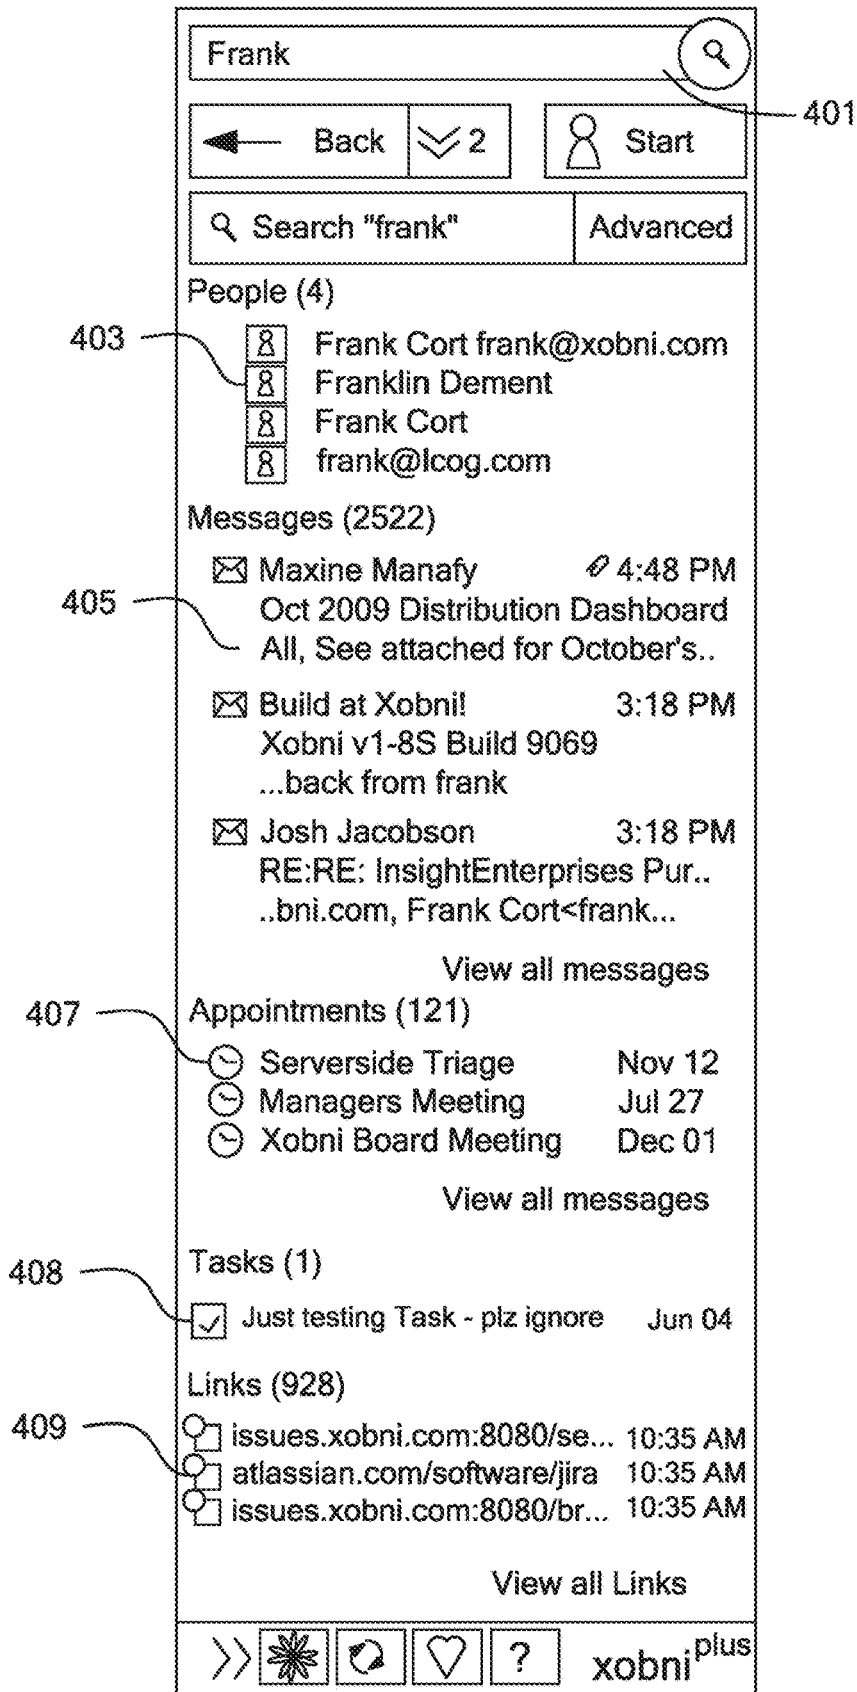 Frank
401
Back 2 Start
Search "frank" Advanced
People (4)
403
Frank Cort frank@xobni.com
Franklin Dement
Frank Cort
frank@lcog.com
Messages (2522)
Maxine Manafy 4:48 PM
405
Oct 2009 Distribution Dashboard
All, See attached for October's..
Build at Xobni! 3:18 PM
Xobni v1-8S Build 9069
...back from frank
Josh Jacobson 3:18 PM
RE:RE: InsightEnterprises Pur..
..bni.com, Frank Cort<frank...
View all messages
407
Appointments (121)
Serverside Triage Nov 12
Managers Meeting Jul 27
Xobni Board Meeting Dec 01
View all messages
Tasks (1)
408
Just testing Task - plz ignore Jun 04
Links (928)
409
issues.xobni.com:8080/se... 10:35 AM
atlassian.com/software/jira 10:35 AM
issues.xobni.com:8080/br... 10:35 AM
View all Links
? xobni plus